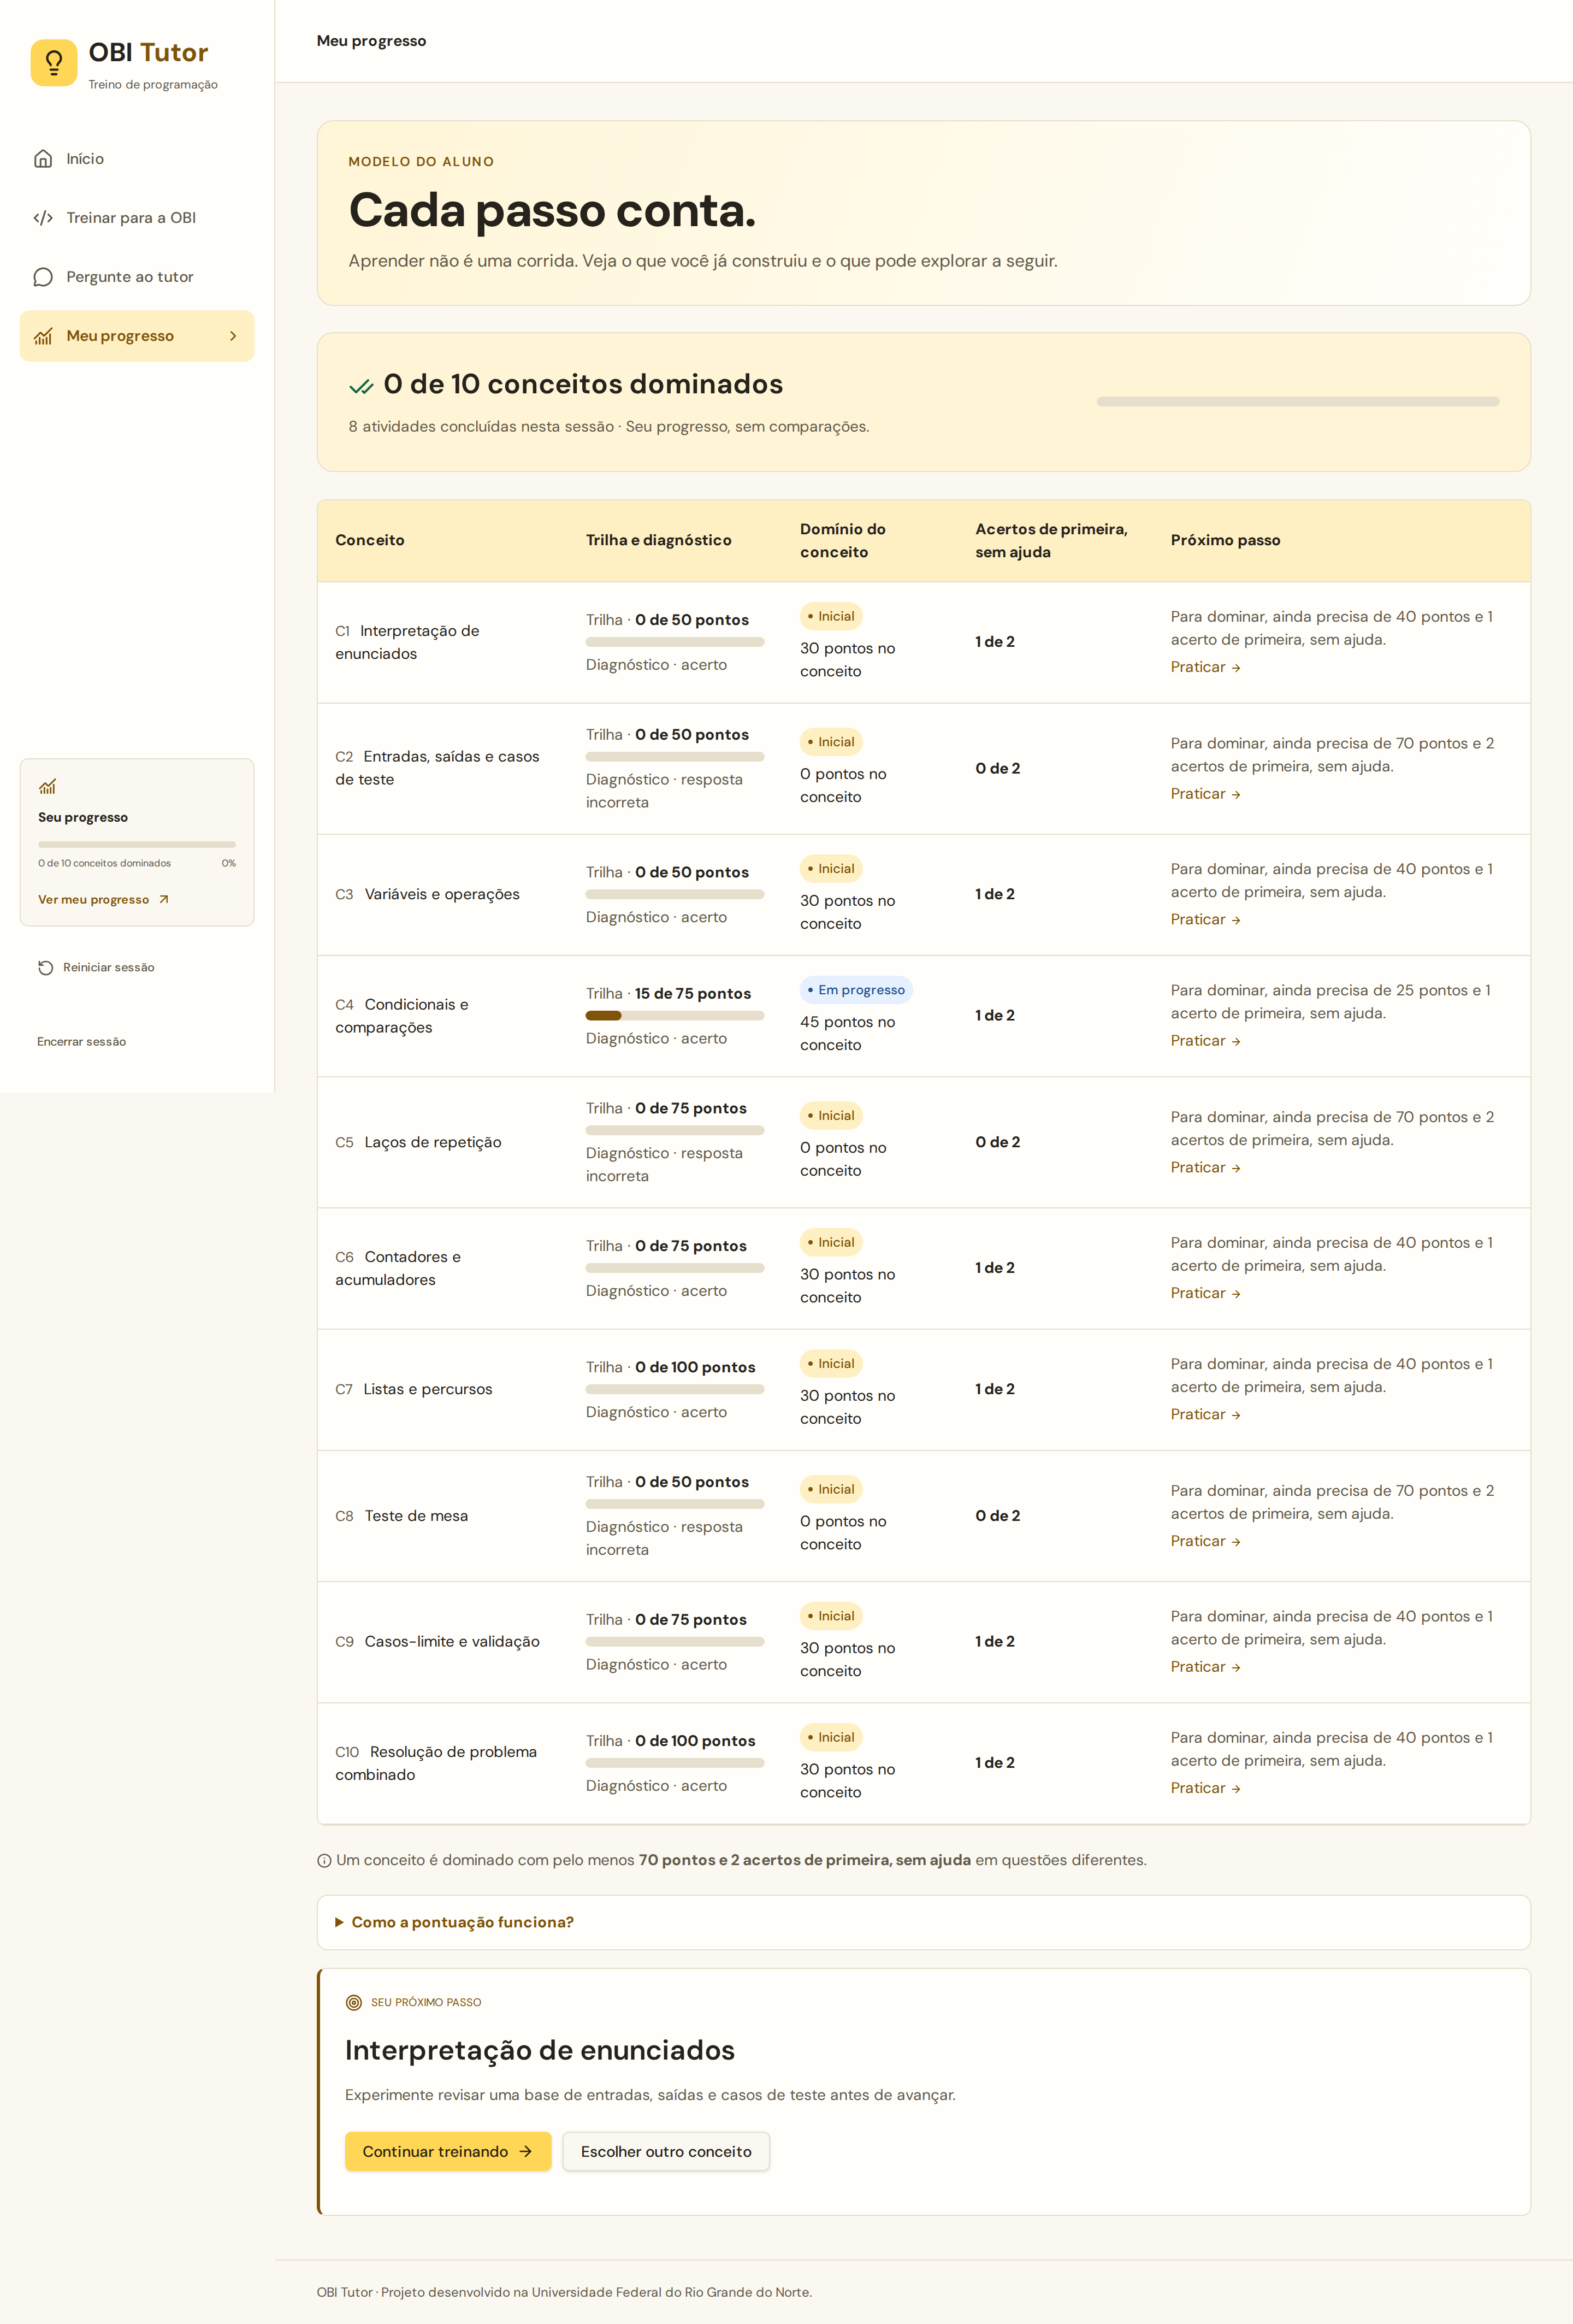 OBI Tutor
Treino de programação
Início
Treinar para a OBI
Pergunte ao tutor
Meu progresso
Seu progresso
0 de 10 conceitos dominados 0%
Ver meu progresso
Reiniciar sessão
Encerrar sessão
Meu progresso
MODELO DO ALUNO
Cada passo conta.
Aprender não é uma corrida. Veja o que você já construiu e o que pode explorar a seguir.
0 de 10 conceitos dominados
8 atividades concluídas nesta sessão · Seu progresso, sem comparações.
Conceito
Trilha e diagnóstico
Domínio do
conceito
Acertos de primeira,
sem ajuda
Próximo passo
C1 Interpretação de
enunciados
Trilha · 0 de 50 pontos
Diagnóstico · acerto
• Inicial
30 pontos no
conceito
1 de 2
Para dominar, ainda precisa de 40 pontos e 1
acerto de primeira, sem ajuda.
Praticar →
C2 Entradas, saídas e casos
de teste
Trilha · 0 de 50 pontos
Diagnóstico · resposta
incorreta
• Inicial
0 pontos no
conceito
0 de 2
Para dominar, ainda precisa de 70 pontos e 2
acertos de primeira, sem ajuda.
Praticar →
C3 Variáveis e operações
Trilha · 0 de 50 pontos
Diagnóstico · acerto
• Inicial
30 pontos no
conceito
1 de 2
Para dominar, ainda precisa de 40 pontos e 1
acerto de primeira, sem ajuda.
Praticar →
C4 Condicionais e
comparações
Trilha · 15 de 75 pontos
Diagnóstico · acerto
• Em progresso
45 pontos no
conceito
1 de 2
Para dominar, ainda precisa de 25 pontos e 1
acerto de primeira, sem ajuda.
Praticar →
C5 Laços de repetição
Trilha · 0 de 75 pontos
Diagnóstico · resposta
incorreta
• Inicial
0 pontos no
conceito
0 de 2
Para dominar, ainda precisa de 70 pontos e 2
acertos de primeira, sem ajuda.
Praticar →
C6 Contadores e
acumuladores
Trilha · 0 de 75 pontos
Diagnóstico · acerto
• Inicial
30 pontos no
conceito
1 de 2
Para dominar, ainda precisa de 40 pontos e 1
acerto de primeira, sem ajuda.
Praticar →
C7 Listas e percursos
Trilha · 0 de 100 pontos
Diagnóstico · acerto
• Inicial
30 pontos no
conceito
1 de 2
Para dominar, ainda precisa de 40 pontos e 1
acerto de primeira, sem ajuda.
Praticar →
C8 Teste de mesa
Trilha · 0 de 50 pontos
Diagnóstico · resposta
incorreta
• Inicial
0 pontos no
conceito
0 de 2
Para dominar, ainda precisa de 70 pontos e 2
acertos de primeira, sem ajuda.
Praticar →
C9 Casos-limite e validação
Trilha · 0 de 75 pontos
Diagnóstico · acerto
• Inicial
30 pontos no
conceito
1 de 2
Para dominar, ainda precisa de 40 pontos e 1
acerto de primeira, sem ajuda.
Praticar →
C10 Resolução de problema
combinado
Trilha · 0 de 100 pontos
Diagnóstico · acerto
• Inicial
30 pontos no
conceito
1 de 2
Para dominar, ainda precisa de 40 pontos e 1
acerto de primeira, sem ajuda.
Praticar →
Um conceito é dominado com pelo menos 70 pontos e 2 acertos de primeira, sem ajuda em questões diferentes.
Como a pontuação funciona?
SEU PRÓXIMO PASSO
Interpretação de enunciados
Experimente revisar uma base de entradas, saídas e casos de teste antes de avançar.
Continuar treinando →
Escolher outro conceito
OBI Tutor · Projeto desenvolvido na Universidade Federal do Rio Grande do Norte.